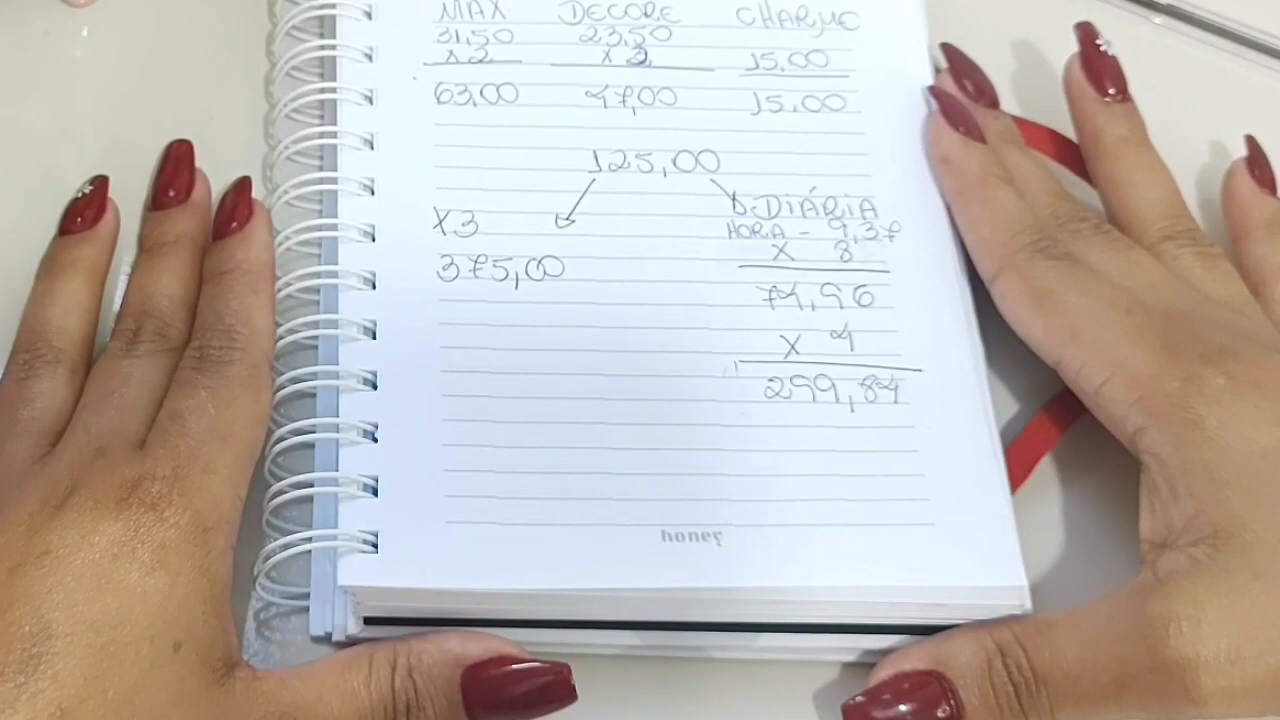 MAX DECORE CHARME
31,50 23,50
x2 x 2 15,00
63,00 47,00 15,00
125,00
DIÁRIA
X3 HORA - 9,37
X 8
375,00
74,96
X 4
299,84
honey